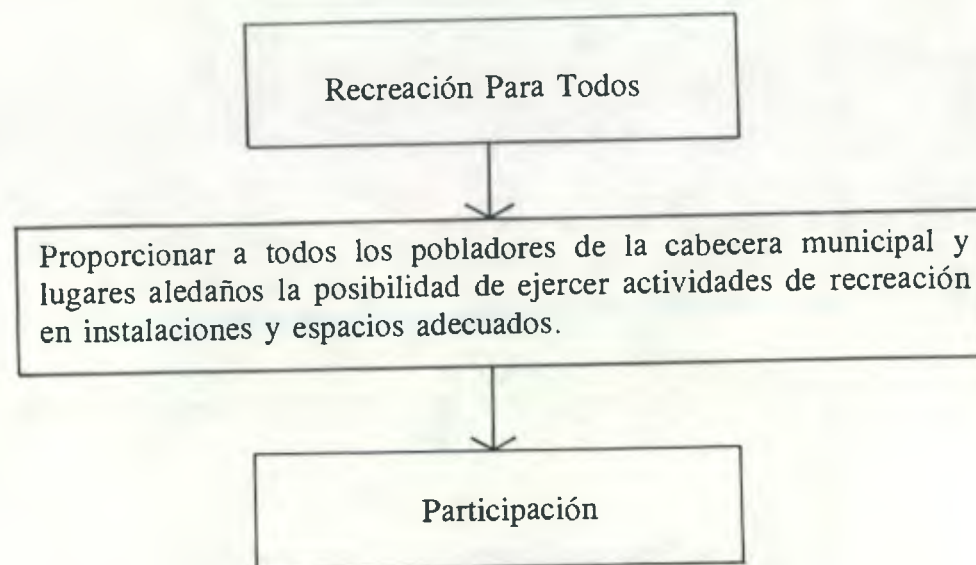 Recreación Para Todos
Proporcionar a todos los pobladores de la cabecera municipal y
lugares aledaños la posibilidad de ejercer actividades de recreación
en instalaciones y espacios adecuados.
Participación